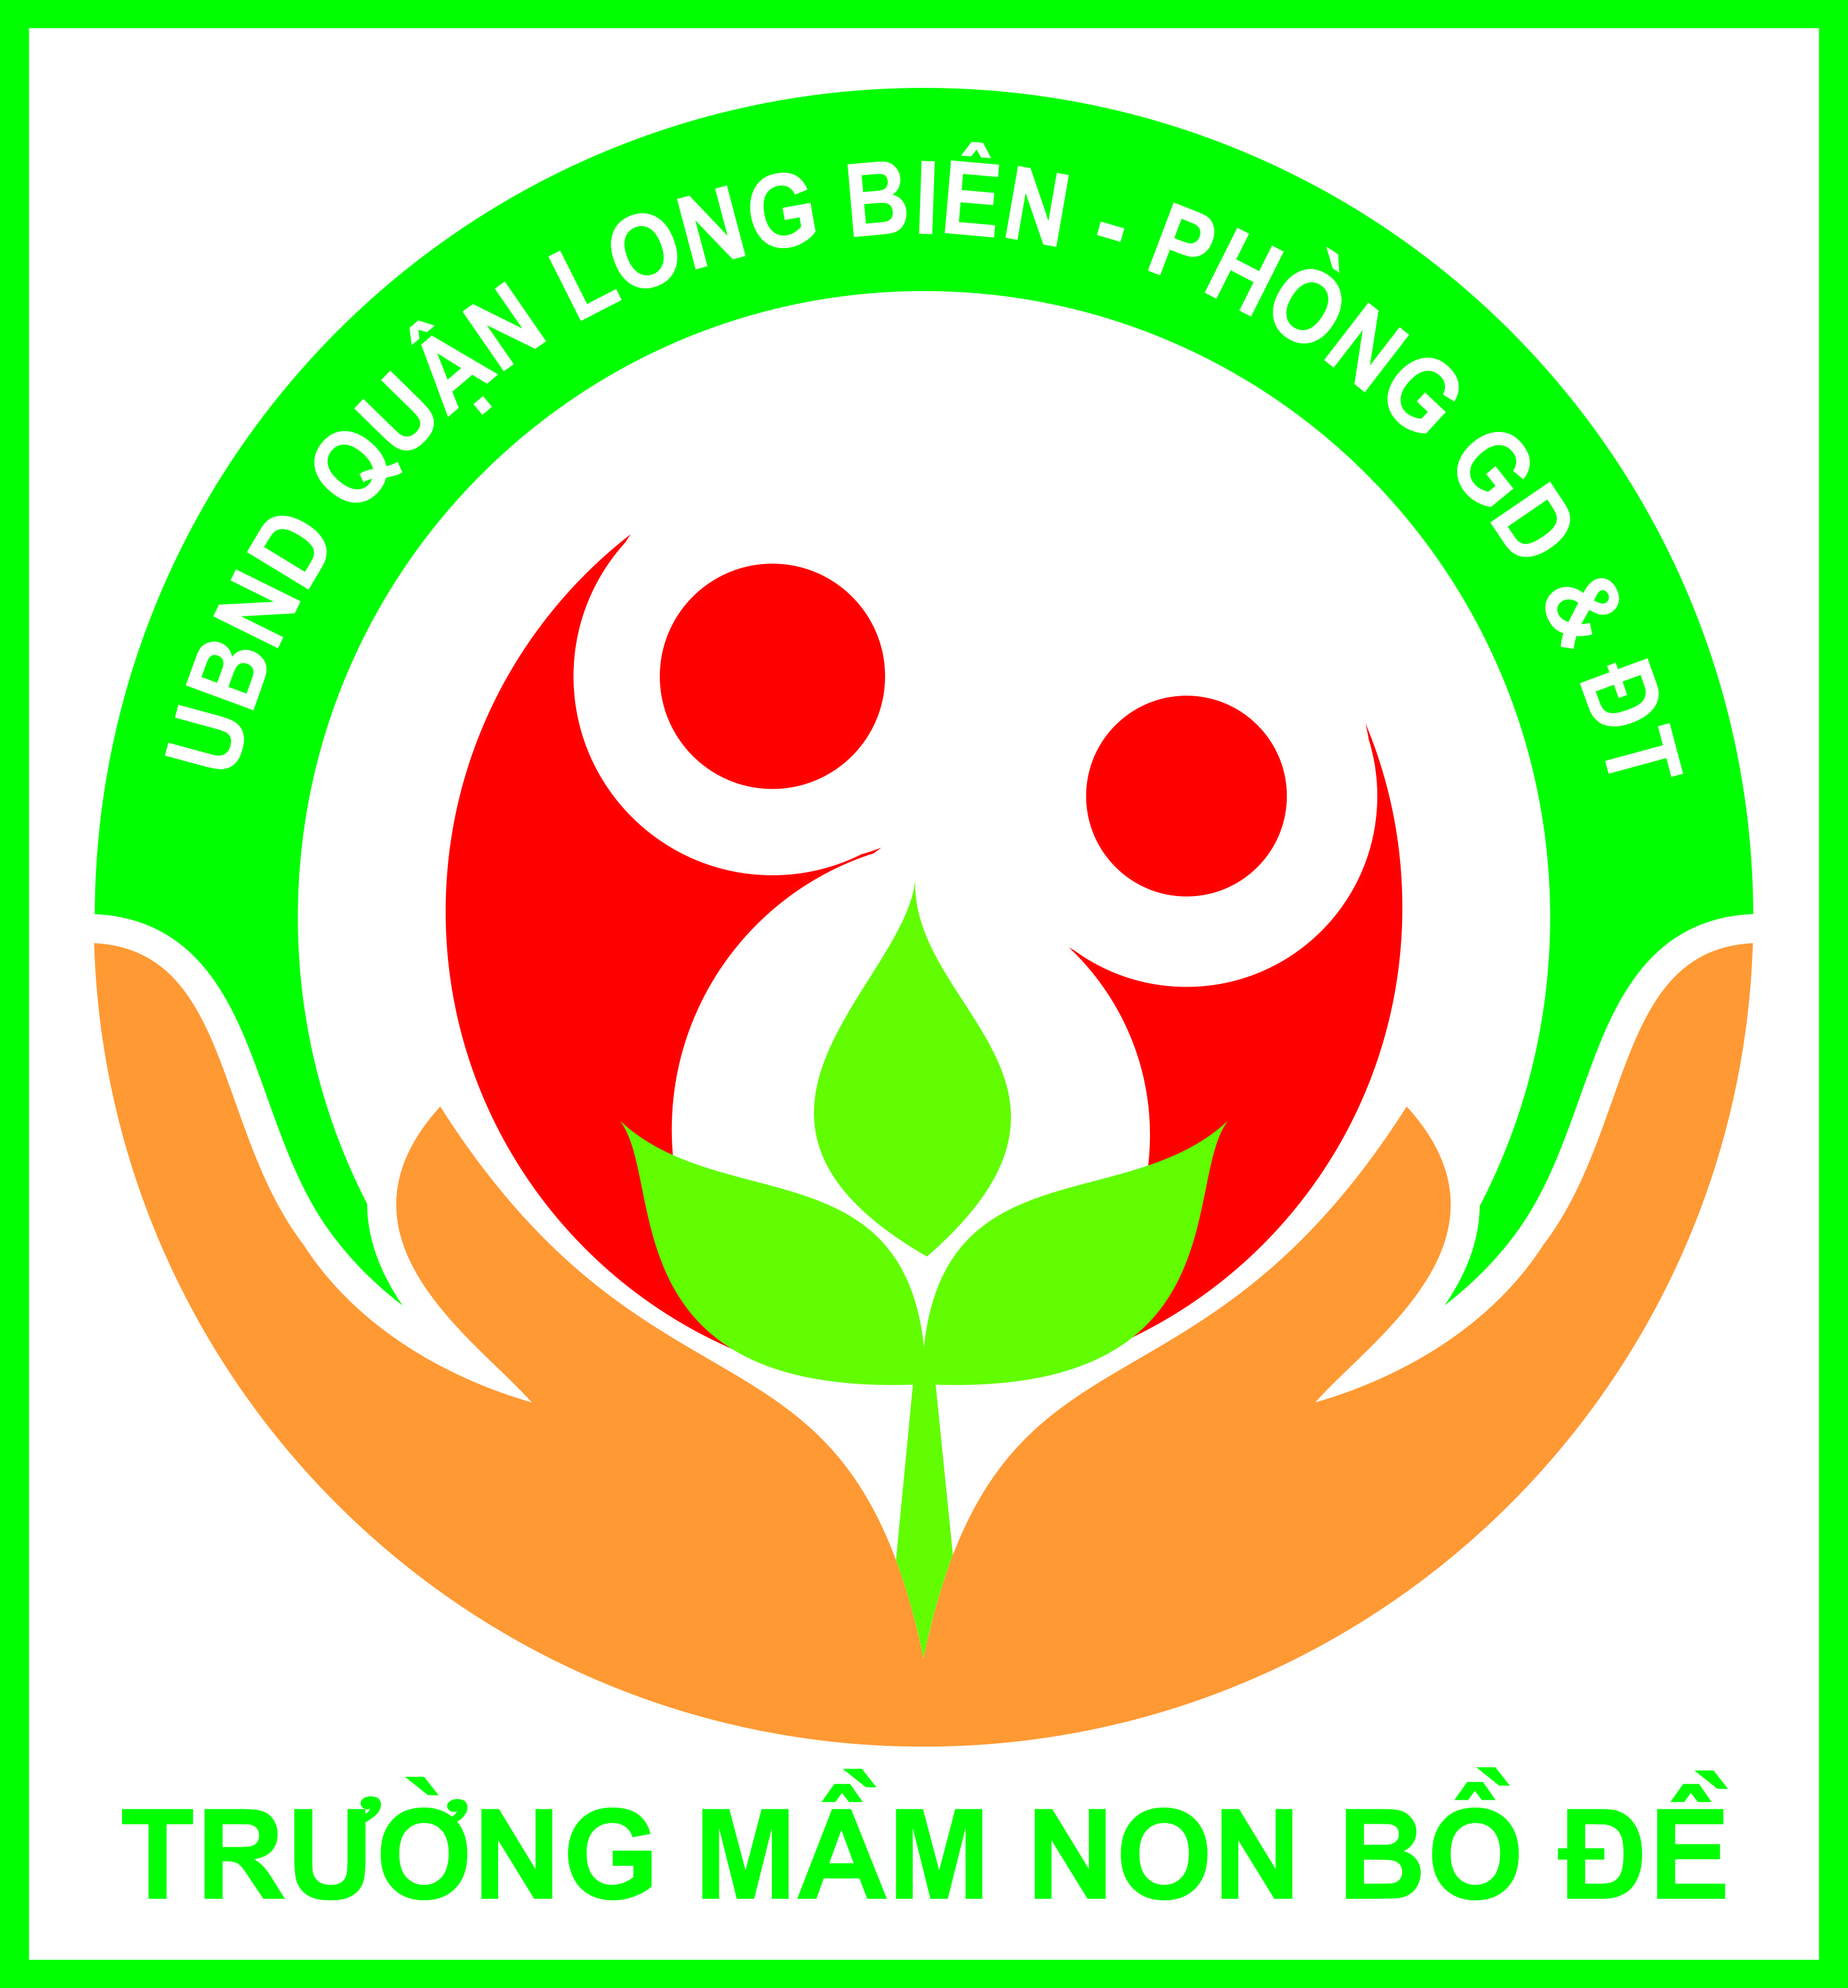 UBND QUẬN LONG BIÊN - PHÒNG GD & ĐT
TRƯỜNG MẦM NON BỒ ĐỀ